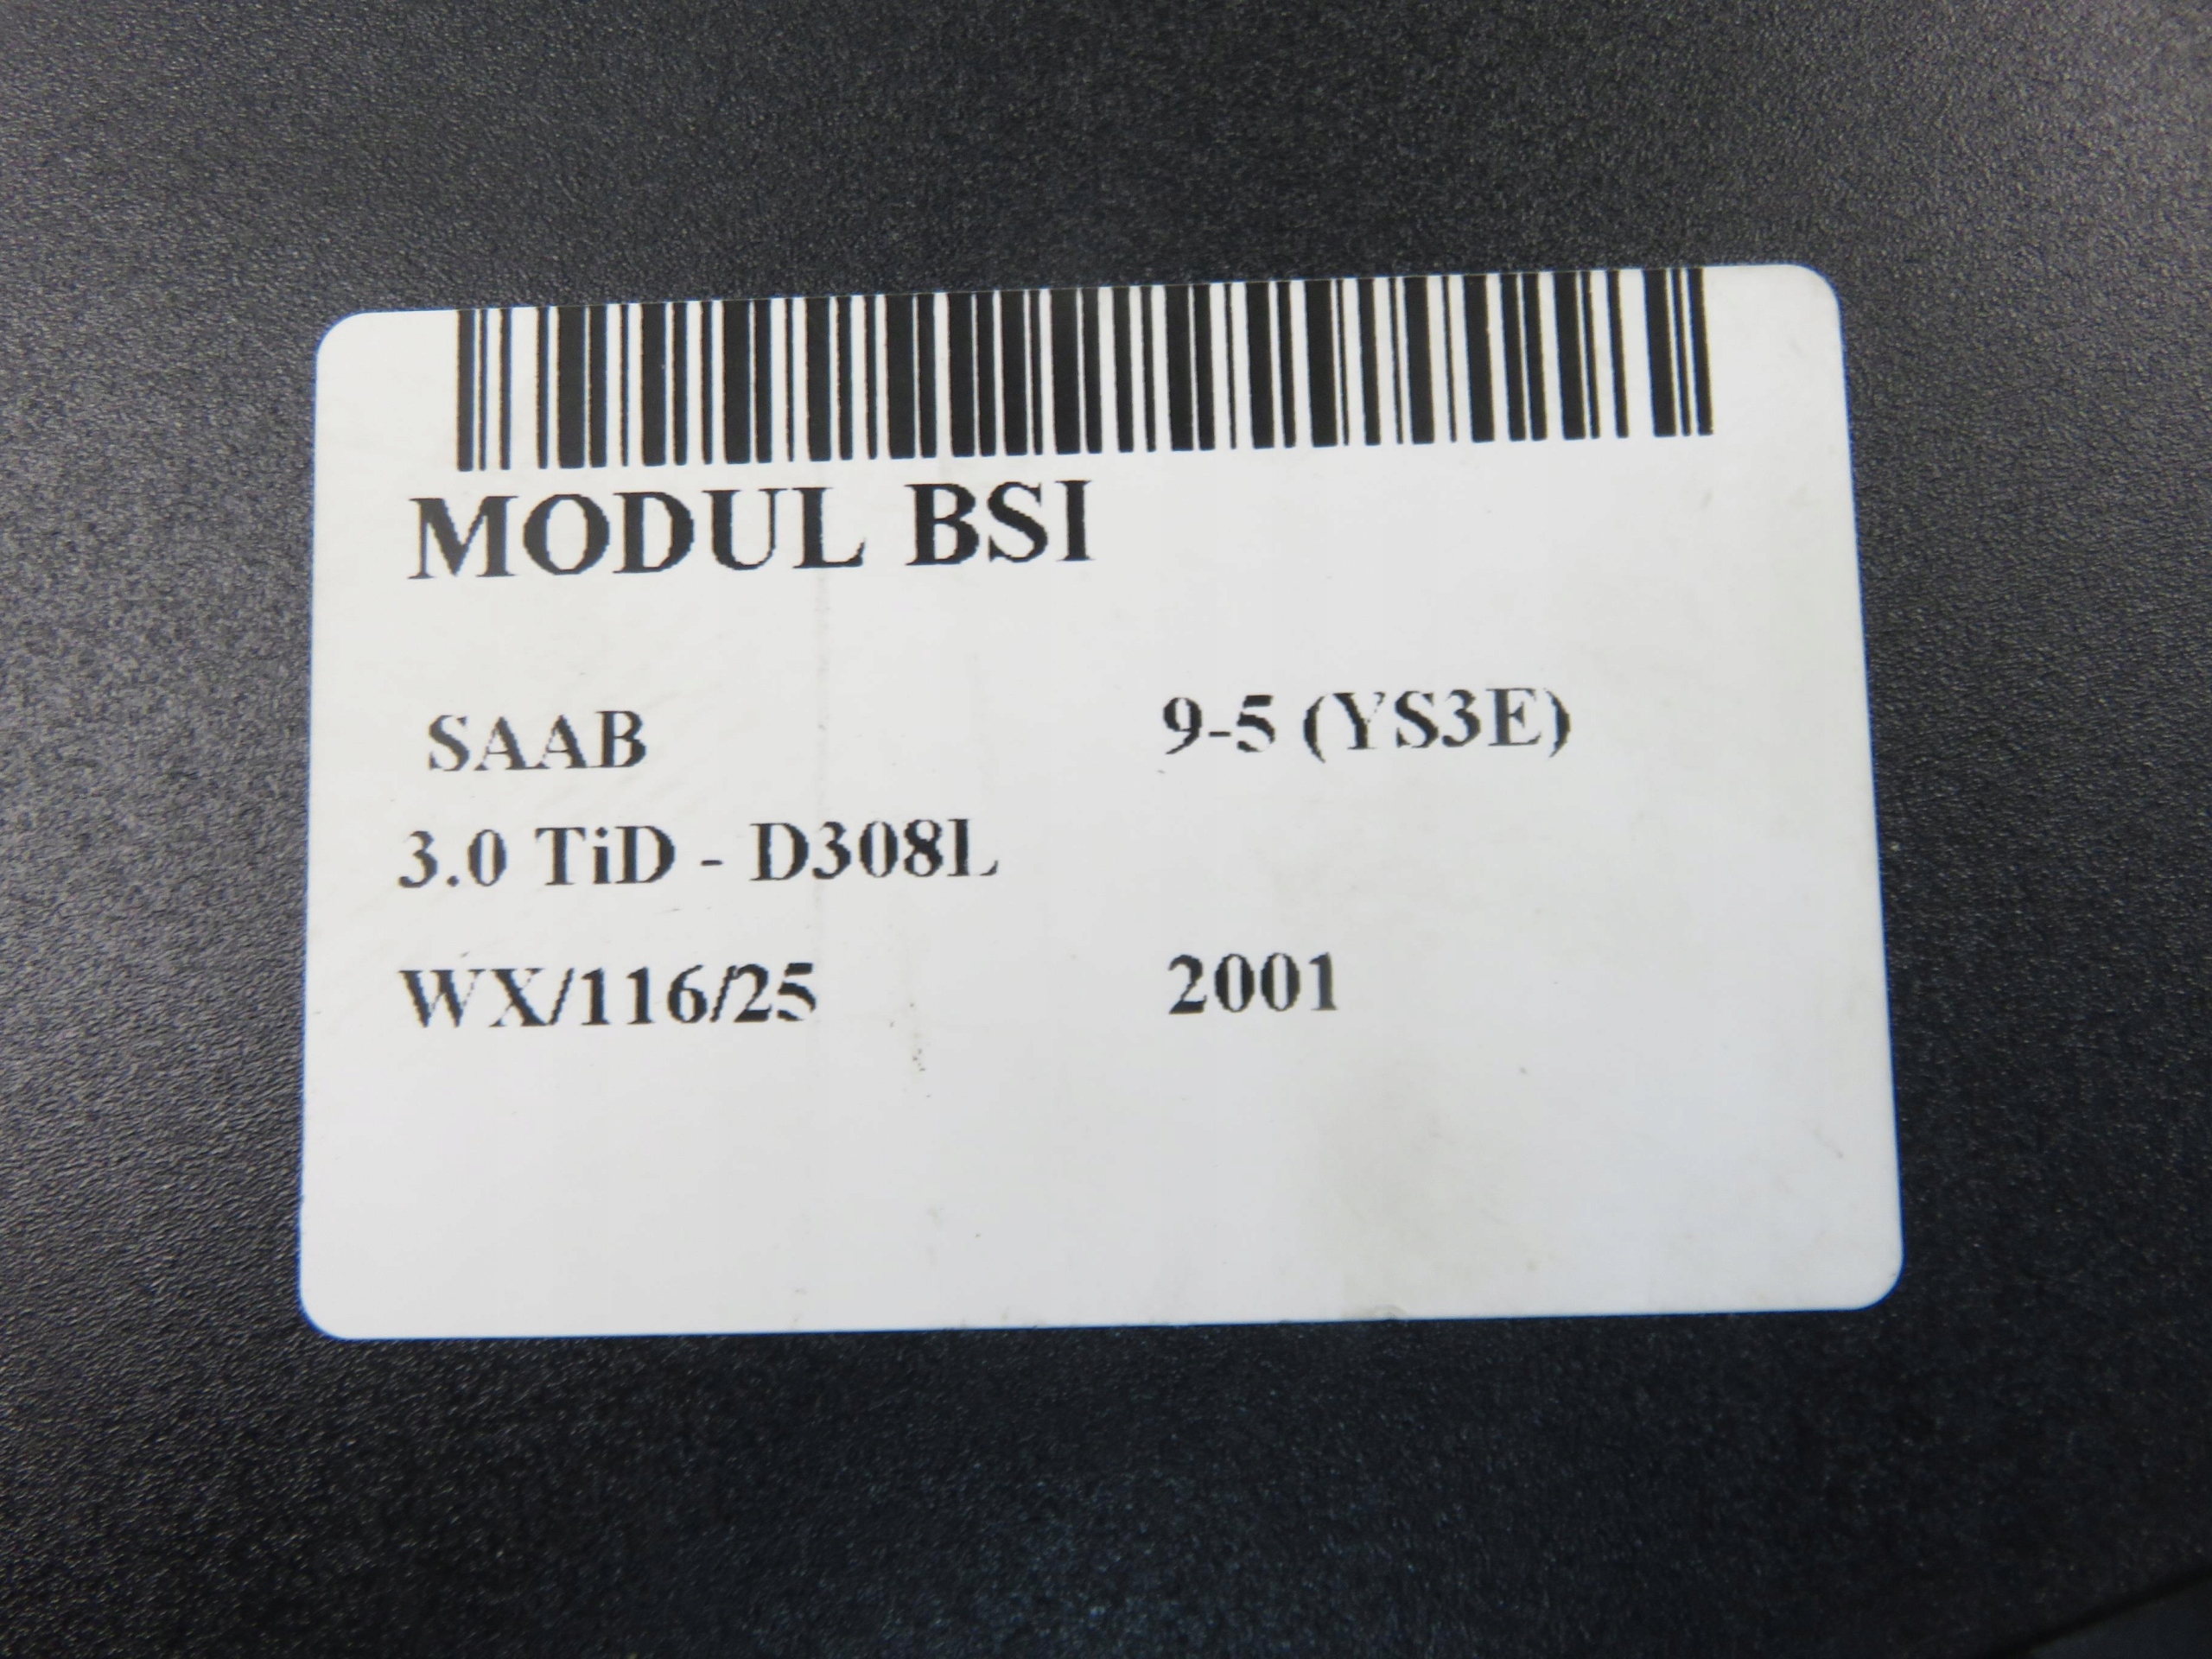 MODUL BSI
SAAB 9-5 (YS3E)
3.0 TiD - D308L
WX/116/25 2001